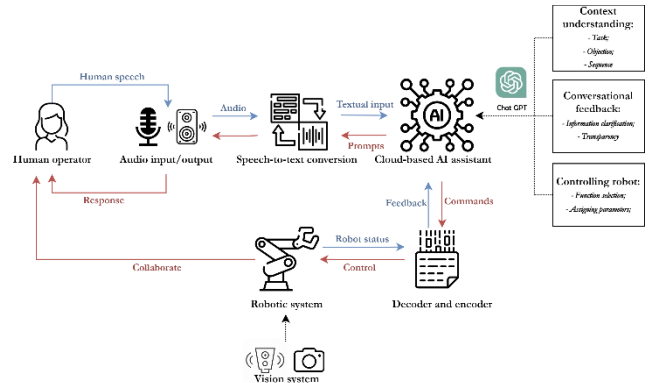 Context
understanding:
- Task;
- Objective;
- Sequence
Human speech
Audio
Textual input
AI
Chat GPT
Conversational
feedback:
- Information clarification;
- Transparency
Prompts
Human operator
Audio input/output
Speech-to-text conversion
Cloud-based AI assistant
Controlling robot:
- Function selection;
- Assigning parameters;
Response
Feedback
Commands
Robot status
Collaborate
Control
Robotic system
Decoder and encoder
Vision system